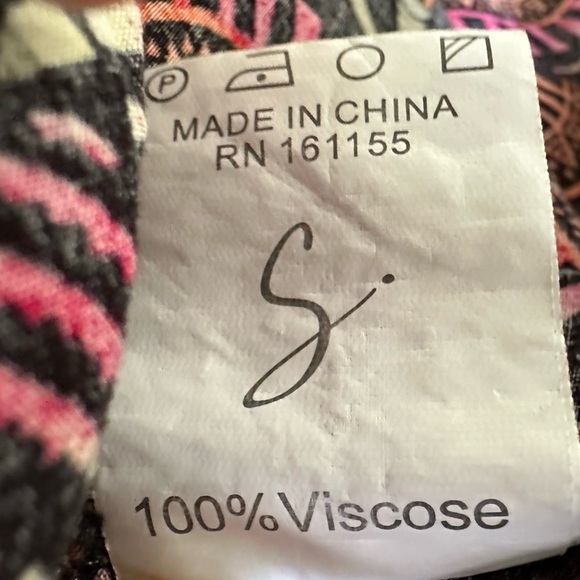 P
MADE IN CHINA
RN 161155
S.
100%Viscose